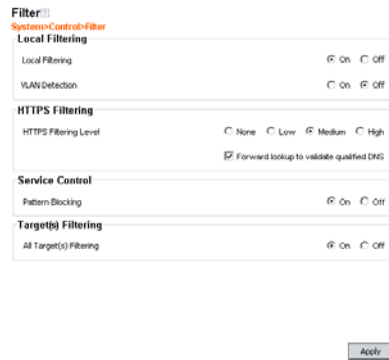 Filter
System>Control>Filter
Local Filtering
Local Filtering On Off
VLAN Detection On Off
HTTPS Filtering
HTTPS Filtering Level None Low Medium High
Forward lookup to validate qualified DNS
Service Control
Pattern Blocking On Off
Target(s) Filtering
All Target(s) Filtering On Off
Apply